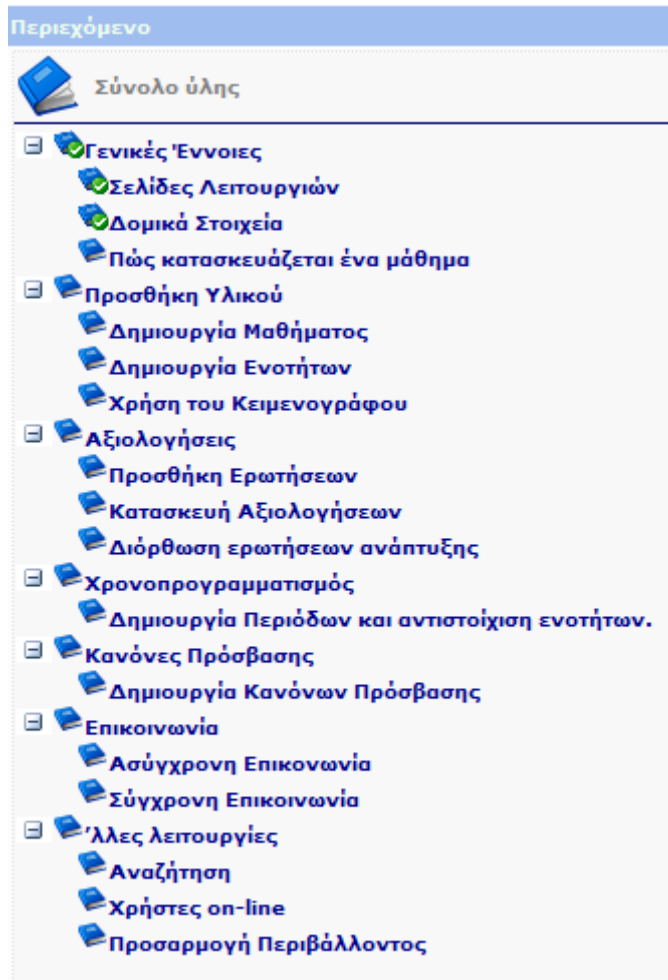 Περιεχόμενο
Σύνολο ύλης
Γενικές Έννοιες
Σελίδες Λειτουργιών
Δομικά Στοιχεία
Πώς κατασκευάζεται ένα μάθημα
Προσθήκη Υλικού
Δημιουργία Μαθήματος
Δημιουργία Ενοτήτων
Χρήση του Κειμενογράφου
Αξιολογήσεις
Προσθήκη Ερωτήσεων
Κατασκευή Αξιολογήσεων
Διόρθωση ερωτήσεων ανάπτυξης
Χρονοπρογραμματισμός
Δημιουργία Περιόδων και αντιστοίχιση ενοτήτων.
Κανόνες Πρόσβασης
Δημιουργία Κανόνων Πρόσβασης
Επικοινωνία
Ασύγχρονη Επικονωνία
Σύγχρονη Επικοινωνία
'λλες λειτουργίες
Αναζήτηση
Χρήστες on-line
Προσαρμογή Περιβάλλοντος